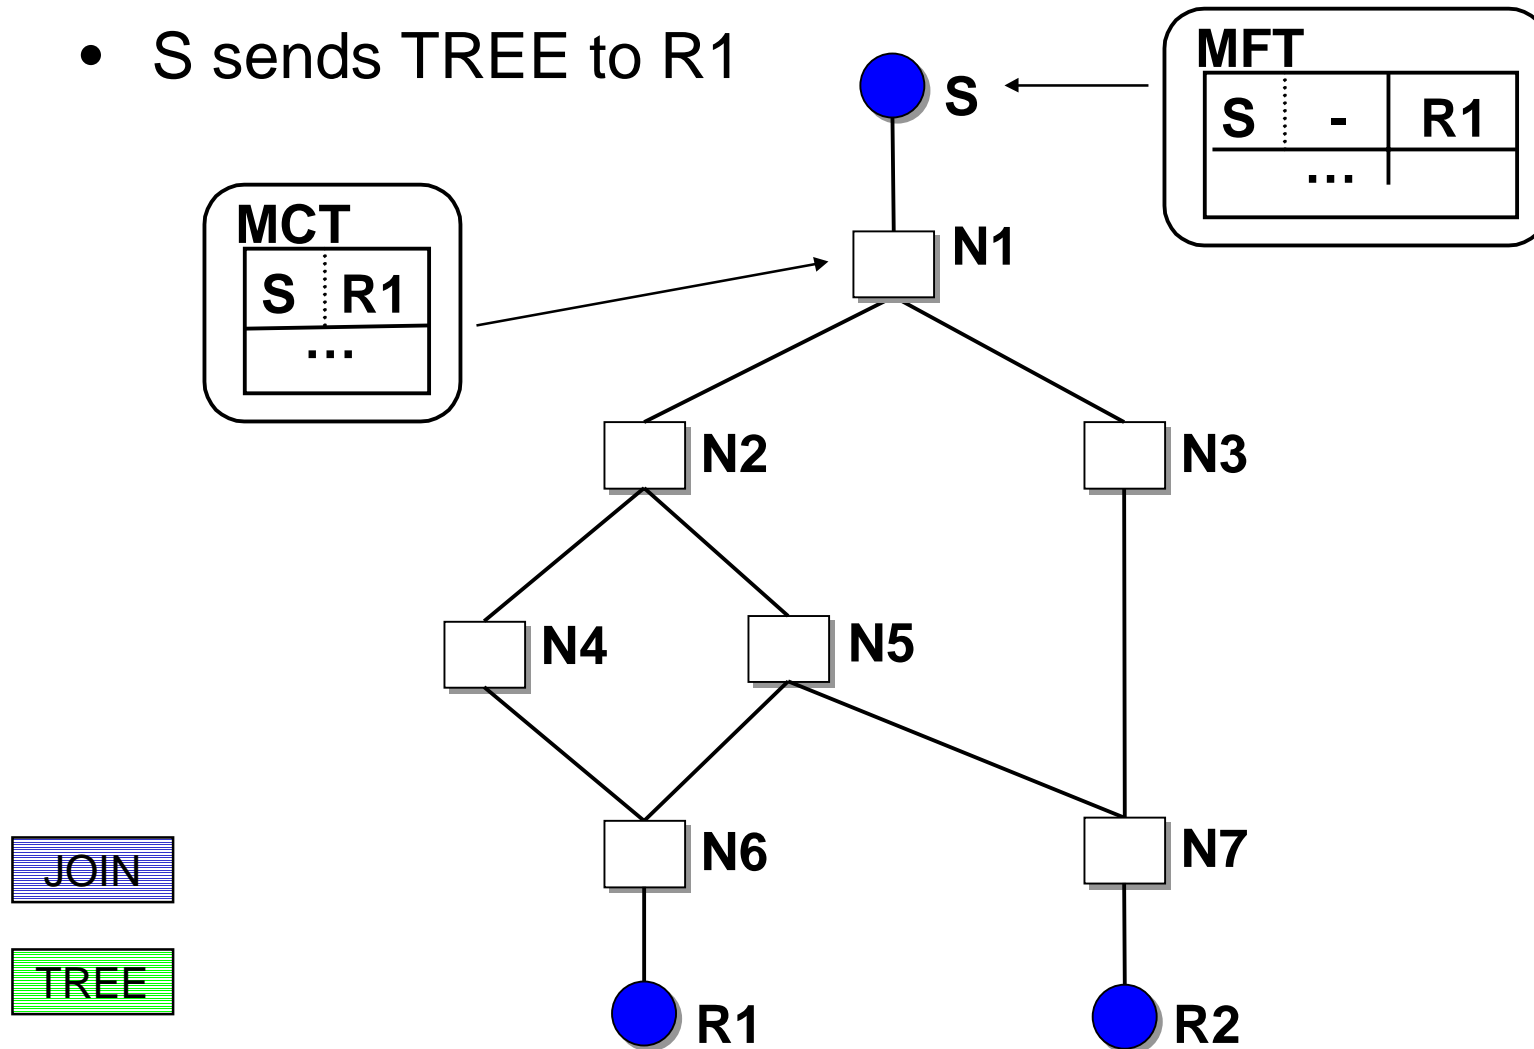 • S sends TREE to R1
S
MFT
S - R1
...
MCT
S R1
...
N1
N2
N3
N4
N5
N6
N7
JOIN
TREE
R1
R2